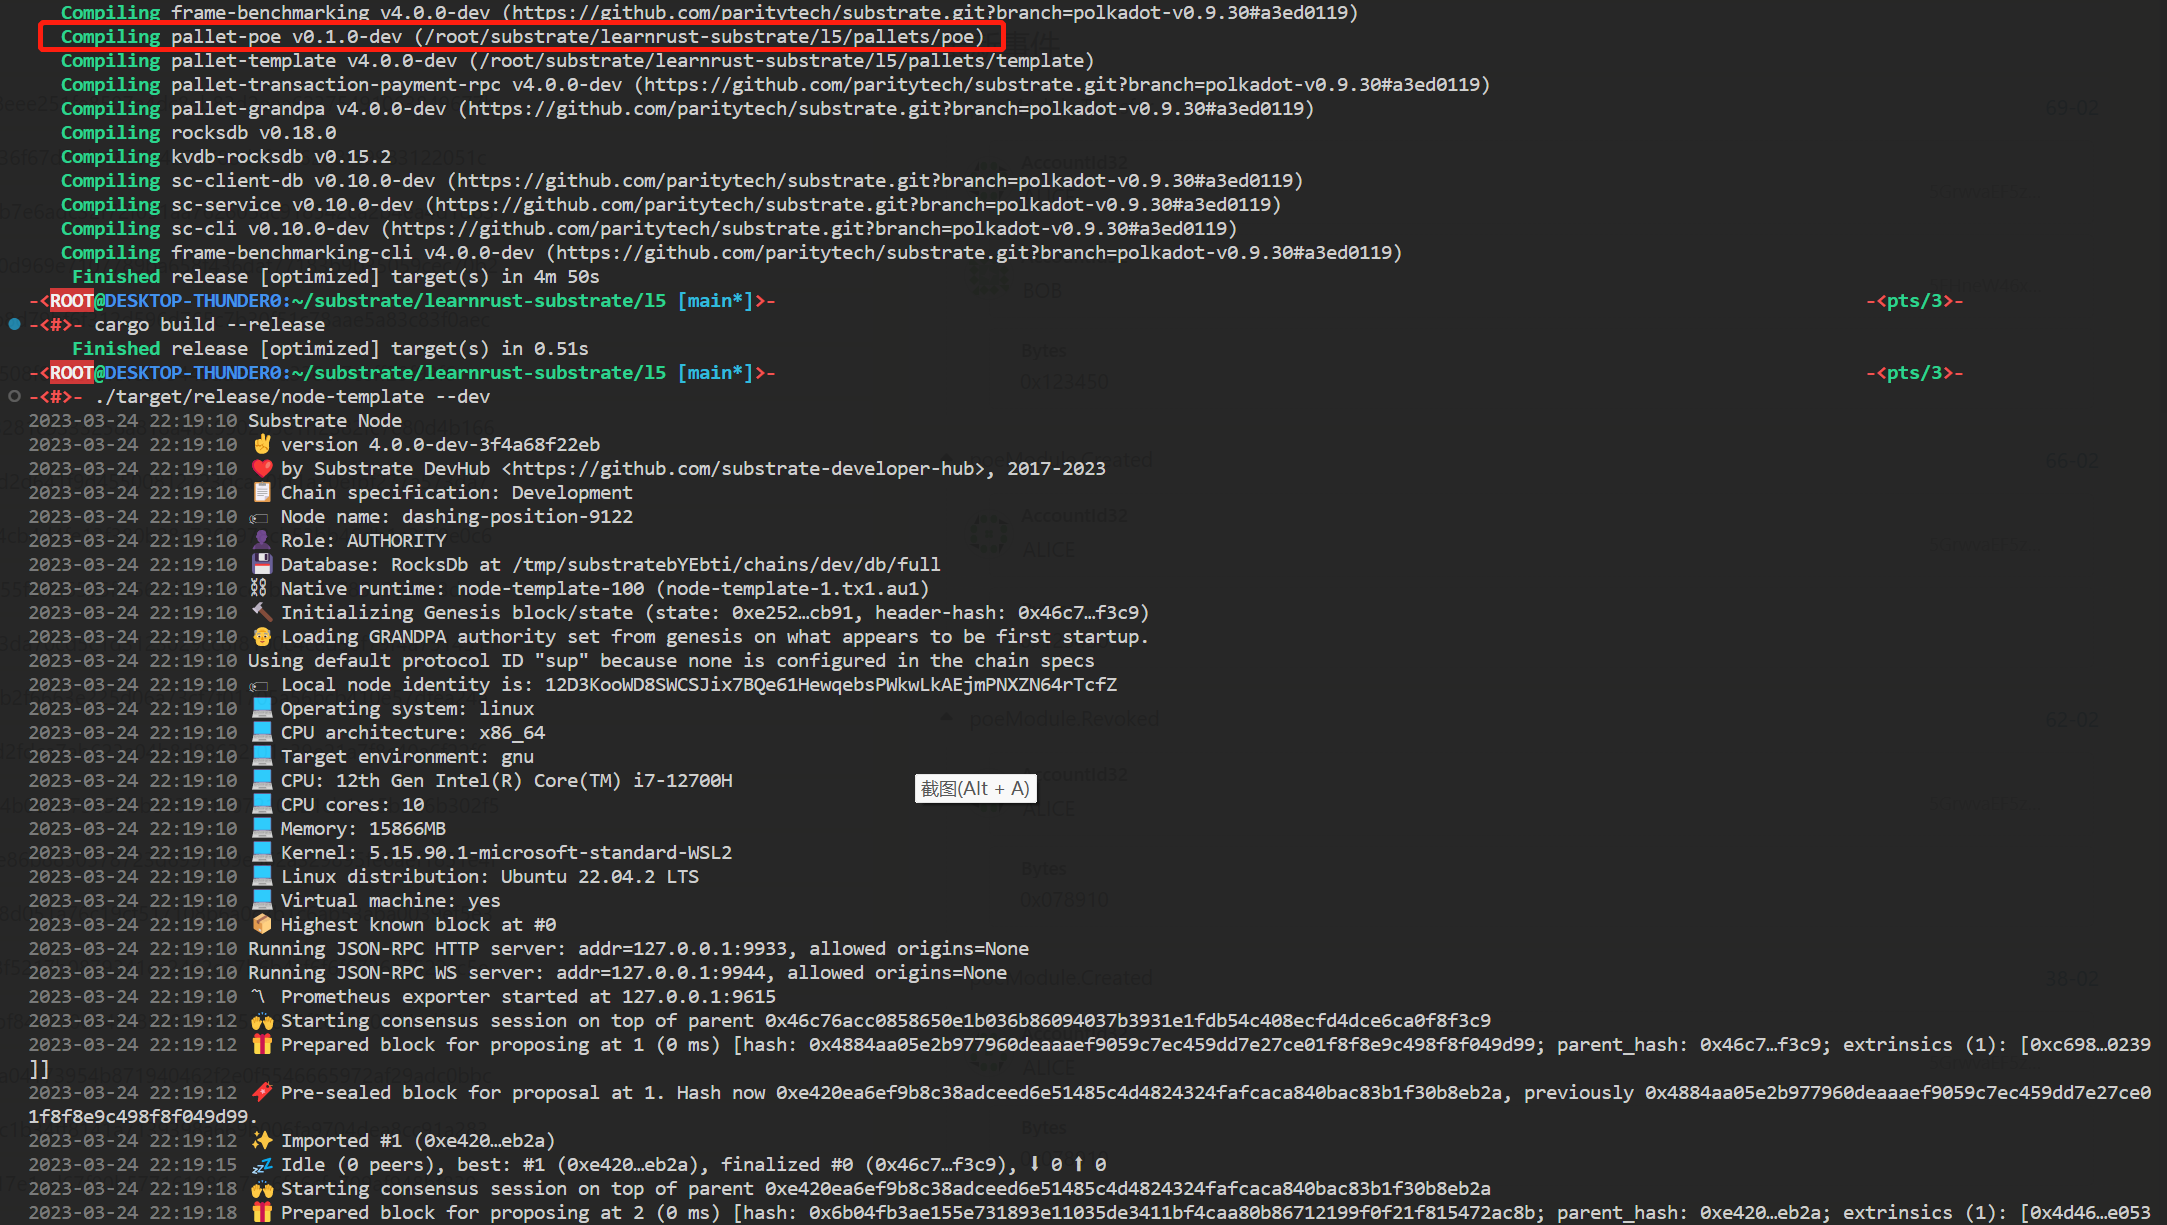 Compiling frame-benchmarking v4.0.0-dev (https://github.com/paritytech/substrate.git?branch=polkadot-v0.9.30#a3ed0119)
Compiling pallet-poe v0.1.0-dev (/root/substrate/learnrust-substrate/l5/pallets/poe)
Compiling pallet-template v4.0.0-dev (/root/substrate/learnrust-substrate/l5/pallets/template)
Compiling pallet-transaction-payment-rpc v4.0.0-dev (https://github.com/paritytech/substrate.git?branch=polkadot-v0.9.30#a3ed0119)
Compiling pallet-grandpa v4.0.0-dev (https://github.com/paritytech/substrate.git?branch=polkadot-v0.9.30#a3ed0119)
Compiling rocksdb v0.18.0
Compiling kvdb-rocksdb v0.15.2
Compiling sc-client-db v0.10.0-dev (https://github.com/paritytech/substrate.git?branch=polkadot-v0.9.30#a3ed0119)
Compiling sc-service v0.10.0-dev (https://github.com/paritytech/substrate.git?branch=polkadot-v0.9.30#a3ed0119)
Compiling sc-cli v0.10.0-dev (https://github.com/paritytech/substrate.git?branch=polkadot-v0.9.30#a3ed0119)
Compiling frame-benchmarking-cli v4.0.0-dev (https://github.com/paritytech/substrate.git?branch=polkadot-v0.9.30#a3ed0119)
Finished release [optimized] target(s) in 4m 50s
-<ROOT@DESKTOP-THUNDER0:~/substrate/learnrust-substrate/l5 [main*]>- -<pts/3>-
-<#>- cargo build --release
Finished release [optimized] target(s) in 0.51s
-<ROOT@DESKTOP-THUNDER0:~/substrate/learnrust-substrate/l5 [main*]>- -<pts/3>-
-<#>- ./target/release/node-template --dev
2023-03-24 22:19:10 Substrate Node
2023-03-24 22:19:10 ✌️ version 4.0.0-dev-3f4a68f22eb
2023-03-24 22:19:10 ❤️ by Substrate DevHub <https://github.com/substrate-developer-hub>, 2017-2023
2023-03-24 22:19:10 📋 Chain specification: Development
2023-03-24 22:19:10 🏷 Node name: dashing-position-9122
2023-03-24 22:19:10 👤 Role: AUTHORITY
2023-03-24 22:19:10 💾 Database: RocksDb at /tmp/substratebYEbti/chains/dev/db/full
2023-03-24 22:19:10 ⛓ Native runtime: node-template-100 (node-template-1.tx1.au1)
2023-03-24 22:19:10 🔨 Initializing Genesis block/state (state: 0xe252…cb91, header-hash: 0x46c7…f3c9)
2023-03-24 22:19:10 👴 Loading GRANDPA authority set from genesis on what appears to be first startup.
2023-03-24 22:19:10 Using default protocol ID "sup" because none is configured in the chain specs
2023-03-24 22:19:10 🏷 Local node identity is: 12D3KooWD8SWCSJix7BQe61HewqebsPWkwLkAEjmPNXZN64rTcfZ
2023-03-24 22:19:10 💻 Operating system: linux
2023-03-24 22:19:10 💻 CPU architecture: x86_64
2023-03-24 22:19:10 💻 Target environment: gnu
2023-03-24 22:19:10 💻 CPU: 12th Gen Intel(R) Core(TM) i7-12700H
截图(Alt + A)
2023-03-24 22:19:10 💻 CPU cores: 10
2023-03-24 22:19:10 💻 Memory: 15866MB
2023-03-24 22:19:10 💻 Kernel: 5.15.90.1-microsoft-standard-WSL2
2023-03-24 22:19:10 💻 Linux distribution: Ubuntu 22.04.2 LTS
2023-03-24 22:19:10 💻 Virtual machine: yes
2023-03-24 22:19:10 📦 Highest known block at #0
2023-03-24 22:19:10 Running JSON-RPC HTTP server: addr=127.0.0.1:9933, allowed origins=None
2023-03-24 22:19:10 Running JSON-RPC WS server: addr=127.0.0.1:9944, allowed origins=None
2023-03-24 22:19:10 〽️ Prometheus exporter started at 127.0.0.1:9615
2023-03-24 22:19:12 🙌 Starting consensus session on top of parent 0x46c76acc0858650e1b036b86094037b3931e1fdb54c408ecfd4dce6ca0f8f3c9
2023-03-24 22:19:12 🎁 Prepared block for proposing at 1 (0 ms) [hash: 0x4884aa05e2b977960deaaaef9059c7ec459dd7e27ce01f8f8e9c498f8f049d99; parent_hash: 0x46c7…f3c9; extrinsics (1): [0xc698…0239
]]
2023-03-24 22:19:12 🔖 Pre-sealed block for proposal at 1. Hash now 0xe420ea6ef9b8c38adceed6e51485c4d4824324fafcaca840bac83b1f30b8eb2a, previously 0x4884aa05e2b977960deaaaef9059c7ec459dd7e27ce0
1f8f8e9c498f8f049d99.
2023-03-24 22:19:12 ✨ Imported #1 (0xe420…eb2a)
2023-03-24 22:19:15 💤 Idle (0 peers), best: #1 (0xe420…eb2a), finalized #0 (0x46c7…f3c9), ⬇ 0 ⬆ 0
2023-03-24 22:19:18 🙌 Starting consensus session on top of parent 0xe420ea6ef9b8c38adceed6e51485c4d4824324fafcaca840bac83b1f30b8eb2a
2023-03-24 22:19:18 🎁 Prepared block for proposing at 2 (0 ms) [hash: 0x6b04fb3ae155e731893e11035de3411bf4caa80b86712199f0f21f815472ac8b; parent_hash: 0xe420…eb2a; extrinsics (1): [0x4d46…e053